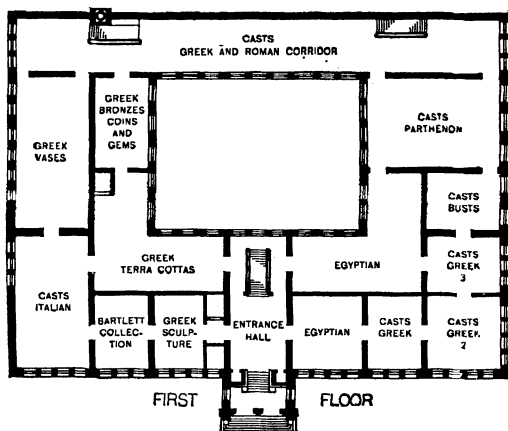 CASTS
GREEK AND ROMAN CORRIDOR
GREEK
BRONZES
COINS
AND
GEMS
GREEK
VASES
CASTS
PARTHENON
CASTS
BUSTS
GREEK
TERRA COTTAS
EGYPTIAN
CASTS
GREEK
3
CASTS
ITALIAN
BARTLETT
COLLEC-
TION
GREEK
SCULP-
TURE
ENTRANCE
HALL
EGYPTIAN
CASTS
GREEK
CASTS
GREEK
2
FIRST FLOOR